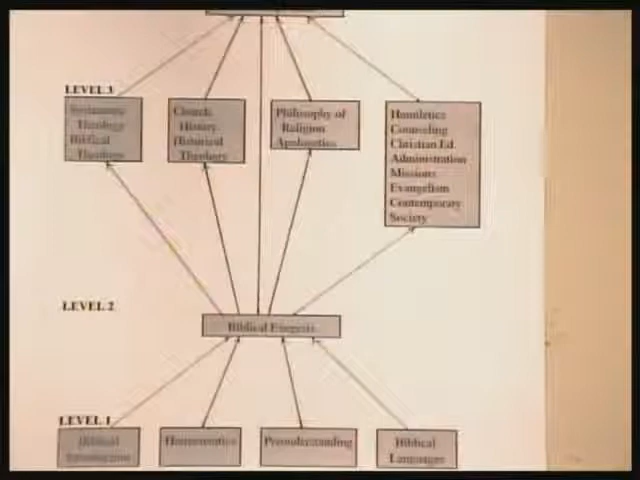 LEVEL 3
Systematic
Theology
Biblical
Theology
Church
History
Historical
Theology
Philosophy of
Religion
Apologetics
Homiletics
Counseling
Christian Ed.
Administration
Missions
Evangelism
Contemporary
Society
LEVEL 2
Biblical Exegesis
LEVEL 1
Biblical
Introduction
Hermeneutics
Preunderstanding
Biblical
Languages